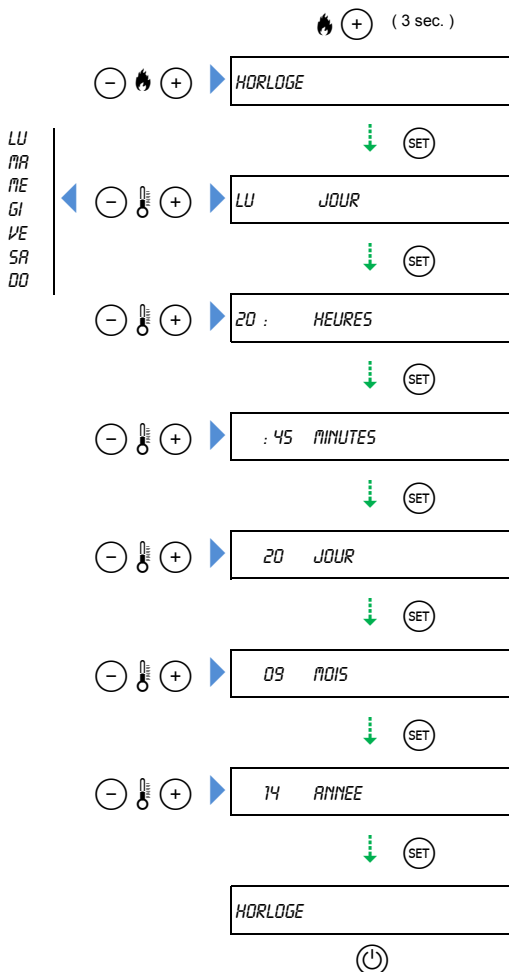 + ( 3 sec. )
− + HORLOGE
SET
LU
MA
ME
GI
VE
SA
DO
− + LU JOUR
SET
− + 20 : HEURES
SET
− + : 45 MINUTES
SET
− + 20 JOUR
SET
− + 09 MOIS
SET
− + 14 ANNEE
SET
HORLOGE